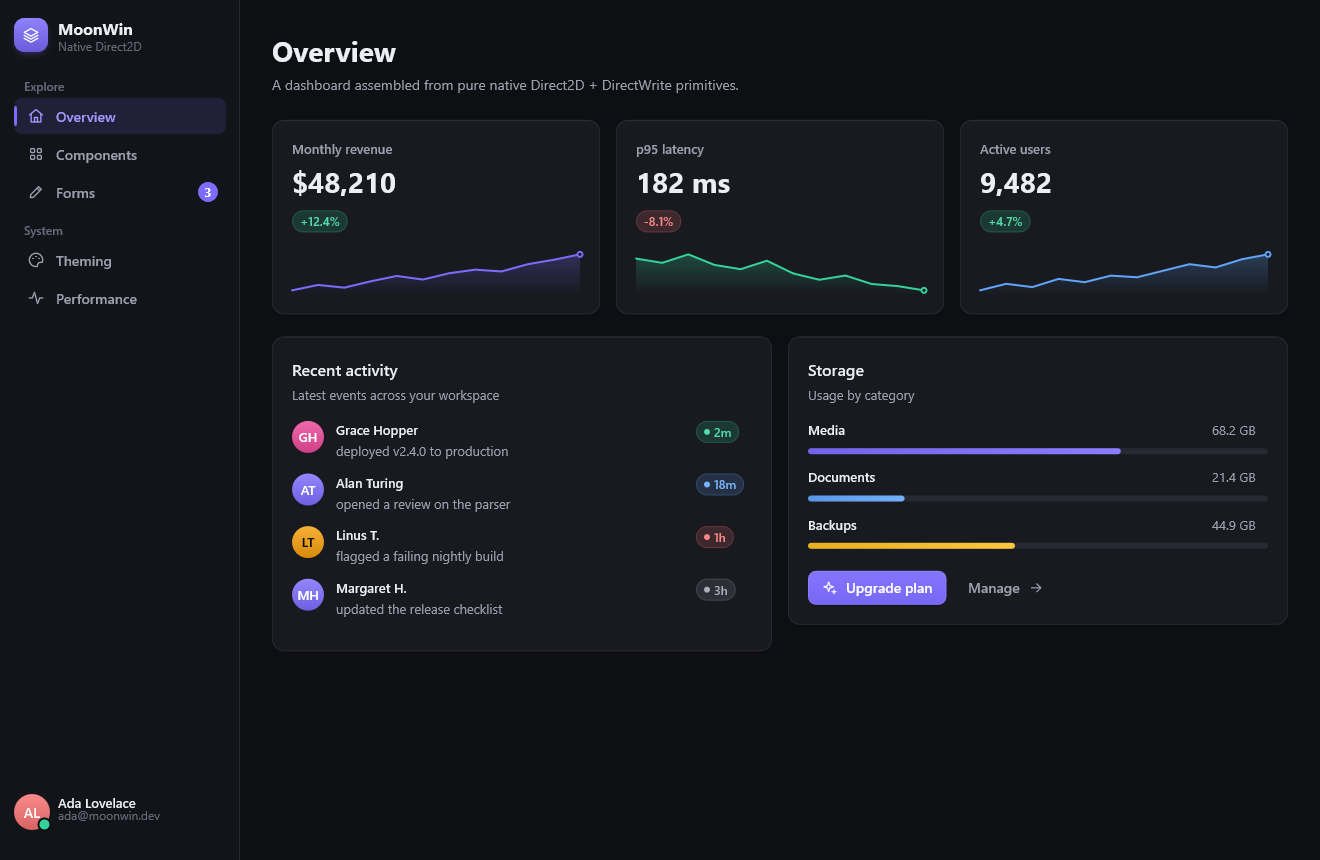 MoonWin
Native Direct2D
Explore
Overview
Components
Forms
3
System
Theming
Performance
AL
Ada Lovelace
ada@moonwin.dev
Overview
A dashboard assembled from pure native Direct2D + DirectWrite primitives.
Monthly revenue
$48,210
+12.4%
p95 latency
182 ms
-8.1%
Active users
9,482
+4.7%
Recent activity
Latest events across your workspace
GH
Grace Hopper
2m
deployed v2.4.0 to production
AT
Alan Turing
18m
opened a review on the parser
LT
Linus T.
1h
flagged a failing nightly build
MH
Margaret H.
3h
updated the release checklist
Storage
Usage by category
Media
68.2 GB
Documents
21.4 GB
Backups
44.9 GB
Upgrade plan
Manage